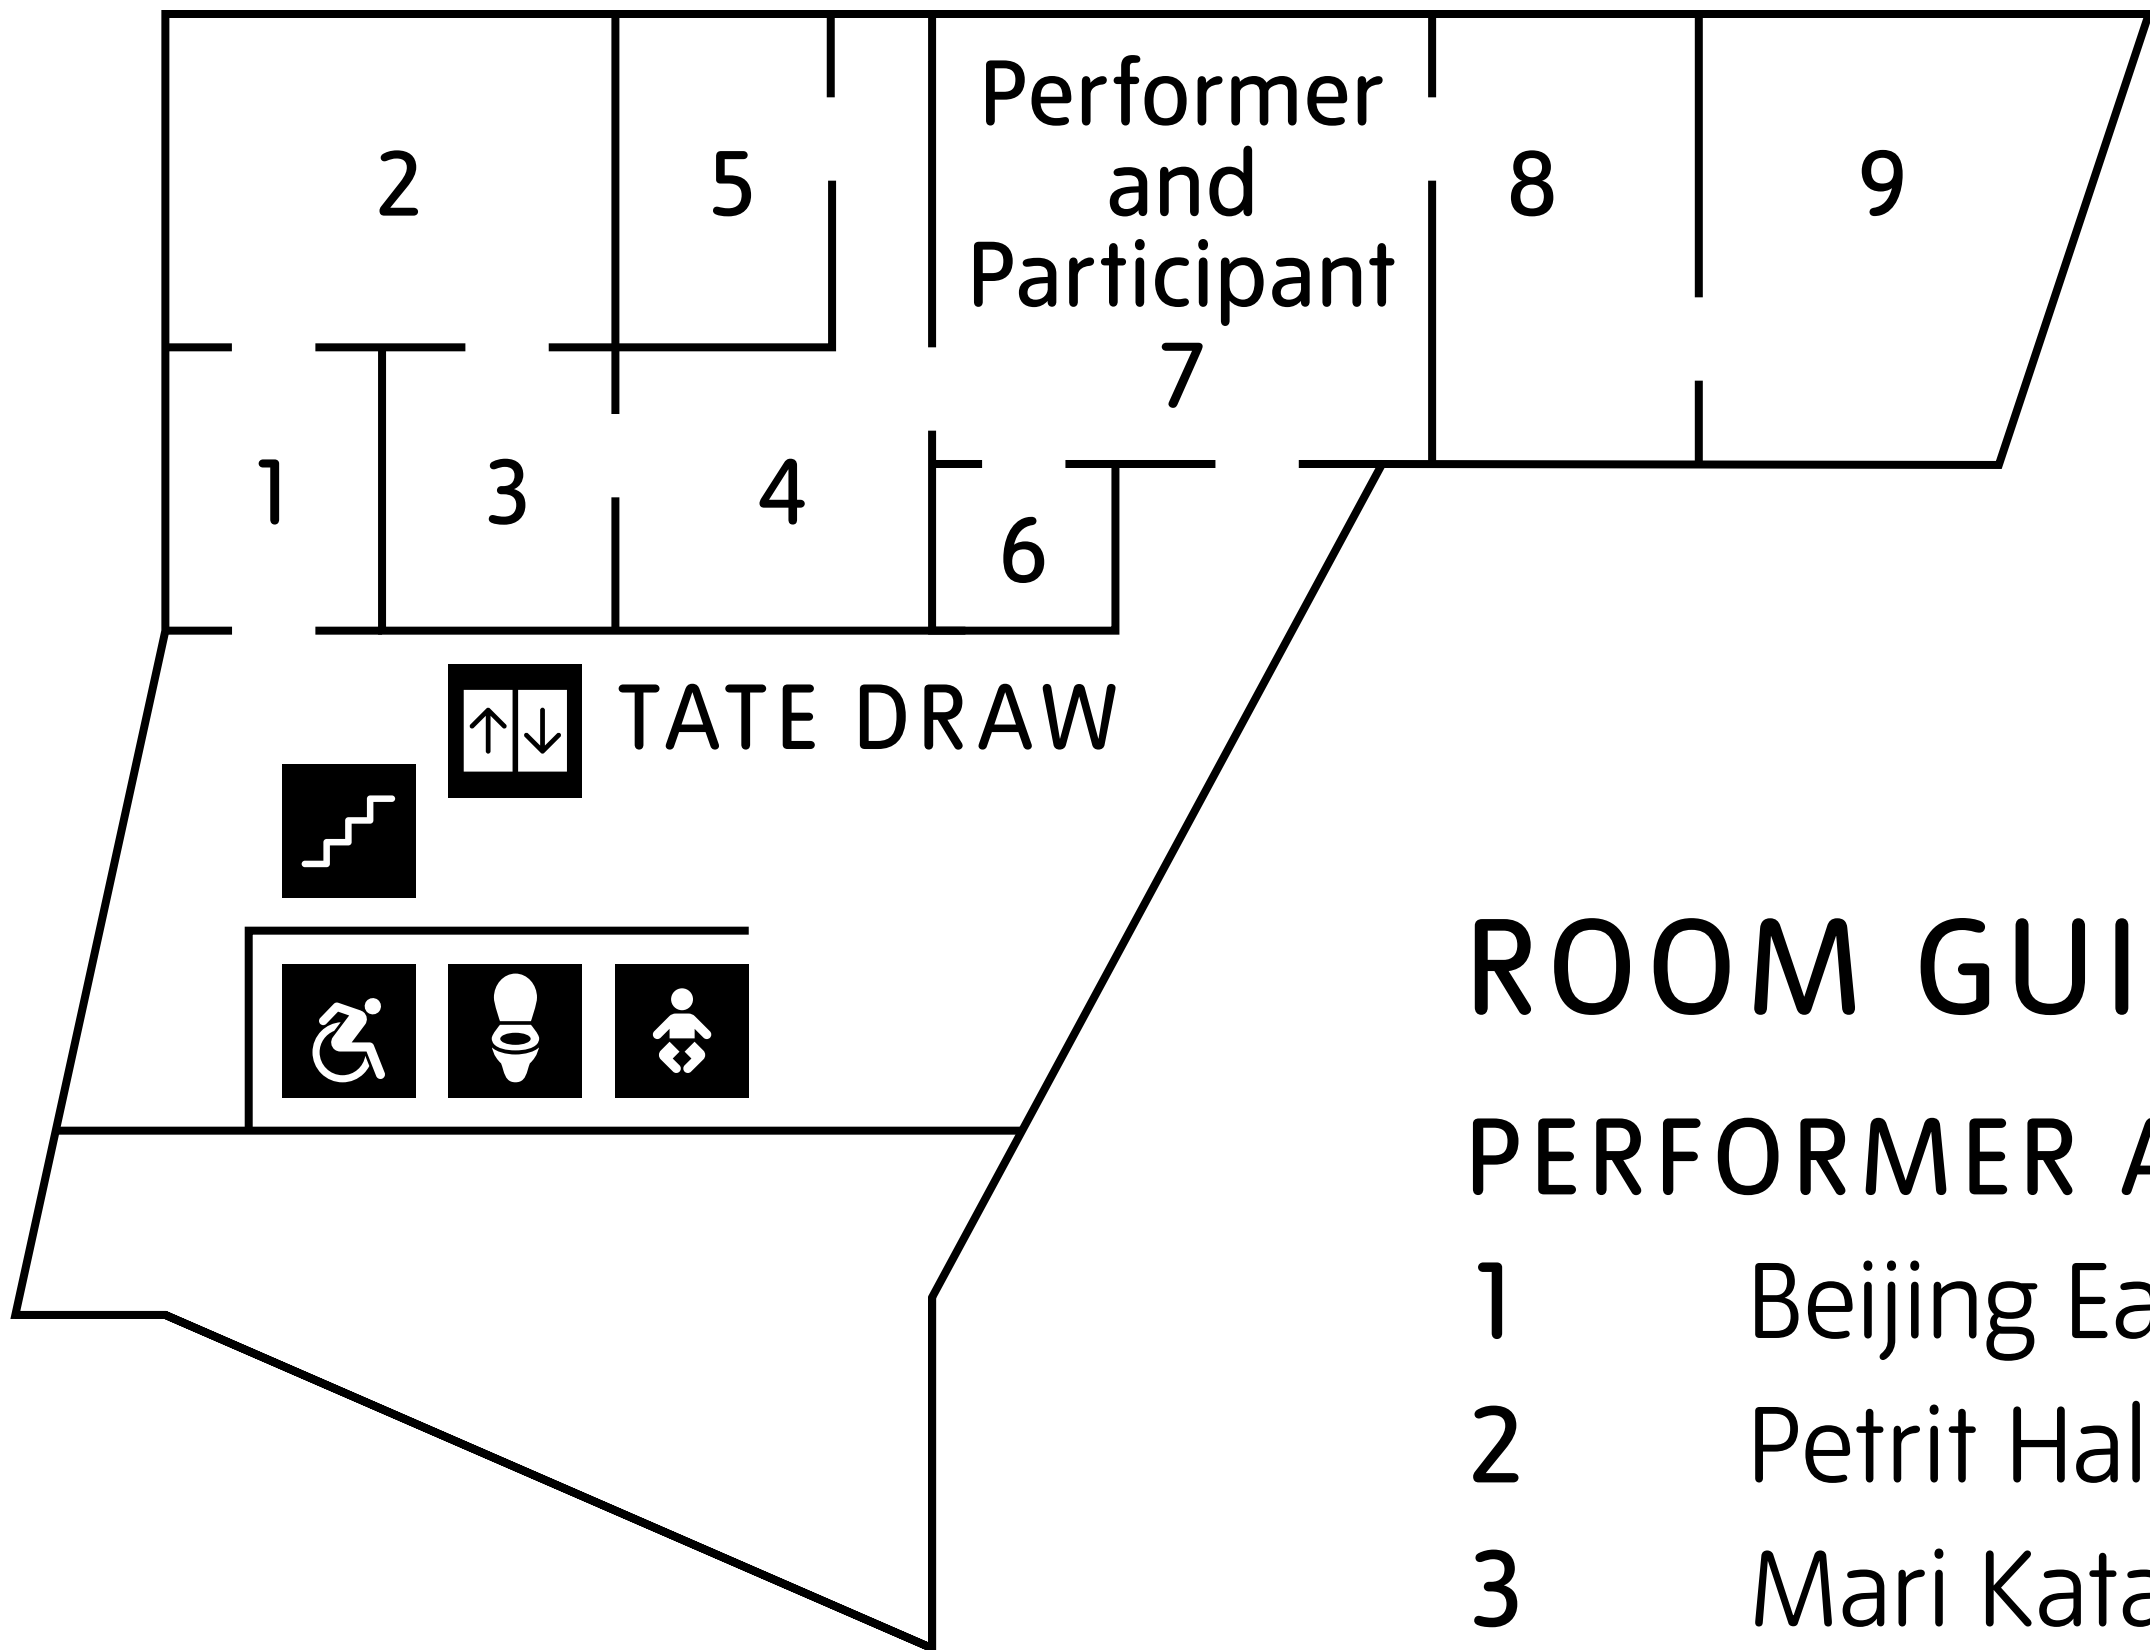 Performer
and
Participant
2
5
8
9
7
1
3
4
6
TATE DRAW
ROOM GUI
PERFORMER A
1 Beijing Ea
2 Petrit Hal
3 Mari Kata